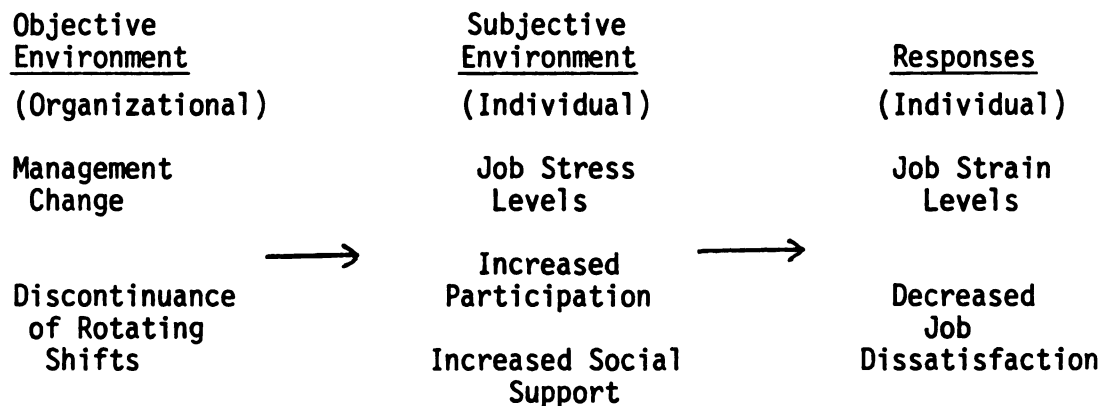 Objective
Environment
(Organizational)
Management
Change
Discontinuance
of Rotating
Shifts
Subjective
Environment
(Individual)
Job Stress
Levels
Increased
Participation
Increased Social
Support
Responses
(Individual)
Job Strain
Levels
Decreased
Job
Dissatisfaction